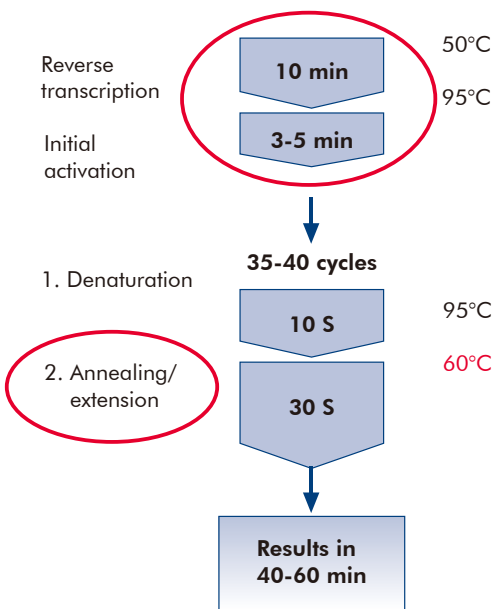 50°C
Reverse
transcription
10 min
95°C
Initial
activation
3-5 min
35-40 cycles
1. Denaturation
10 S
95°C
2. Annealing/
extension
60°C
30 S
Results in
40-60 min